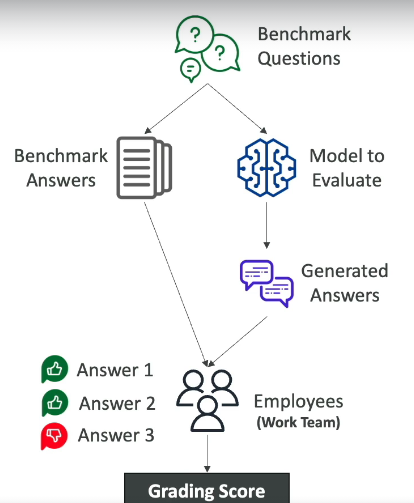 Benchmark
Questions
Benchmark
Answers
Model to
Evaluate
Generated
Answers
Answer 1
Answer 2
Answer 3
Employees
(Work Team)
Grading Score